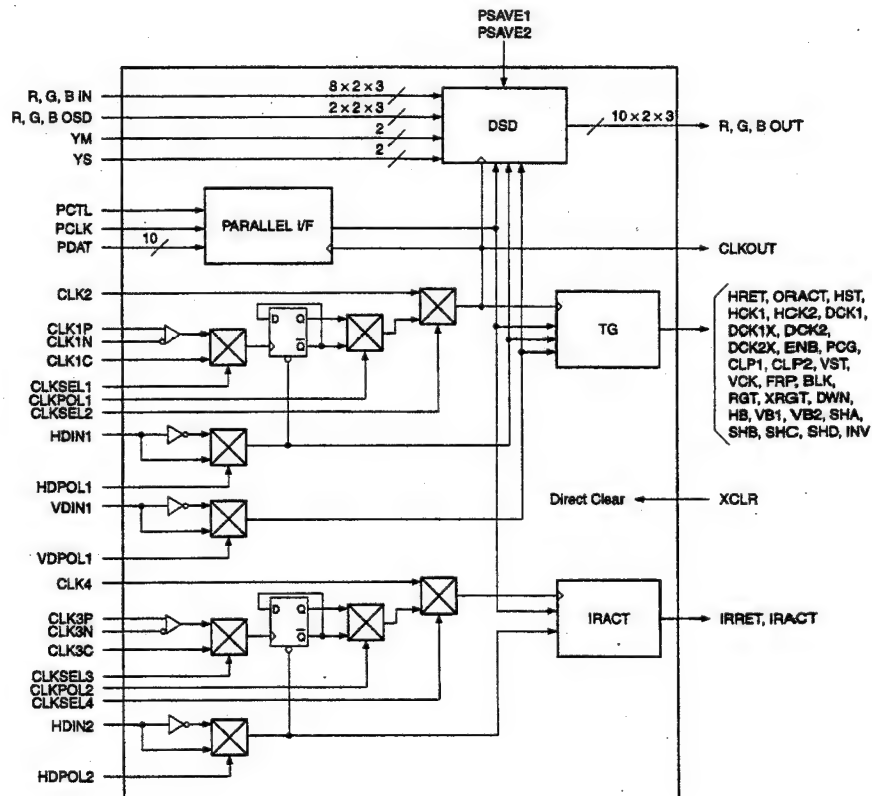 PSAVE1
PSAVE2
R, G, B IN
8 × 2 × 3
R, G, B OSD
2 × 2 × 3
YM
2
YS
2
DSD
10 × 2 × 3
R, G, B OUT
PCTL
PCLK
PDAT
10
PARALLEL I/F
CLKOUT
CLK2
CLK1P
CLK1N
CLK1C
CLKSEL1
CLKPOL1
CLKSEL2
D
Q
Q̅
TG
HRET, ORACT, HST,
HCK1, HCK2, DCK1,
DCK1X, DCK2,
DCK2X, ENB, PCG,
CLP1, CLP2, VST,
VCK, FRP, BLK,
RGT, XRGT, DWN,
HB, VB1, VB2, SHA,
SHB, SHC, SHD, INV
HDIN1
HDPOL1
VDIN1
VDPOL1
Direct Clear
XCLR
CLK4
CLK3P
CLK3N
CLK3C
CLKSEL3
CLKPOL2
CLKSEL4
D
Q
Q̅
IRACT
IRRET, IRACT
HDIN2
HDPOL2